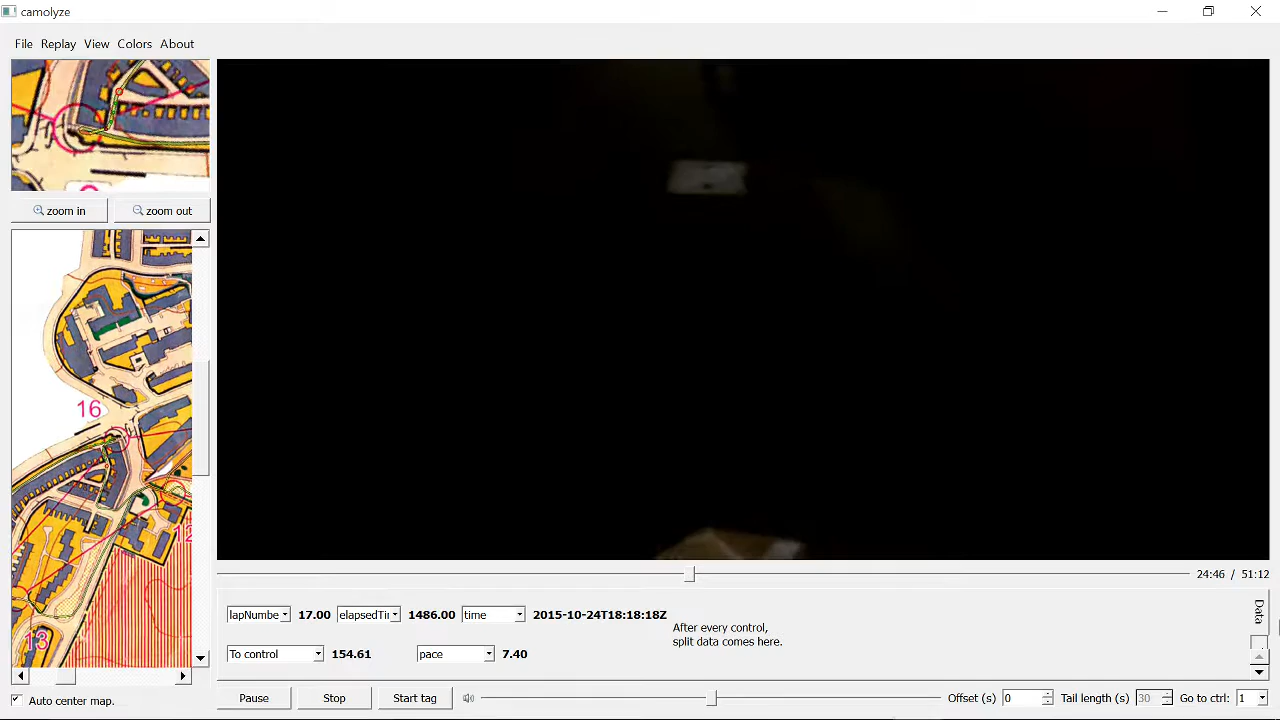 camolyze
File Replay View Colors About
zoom in
zoom out
16
12
13
24:46 / 51:12
lapNumbe 17.00 elapsedTi 1486.00 time 2015-10-24T18:18:18Z
After every control,
split data comes here.
To control 154.61 pace 7.40
Data
Auto center map.
Pause Stop Start tag Offset (s) 0 Tail length (s) 30 Go to ctrl: 1